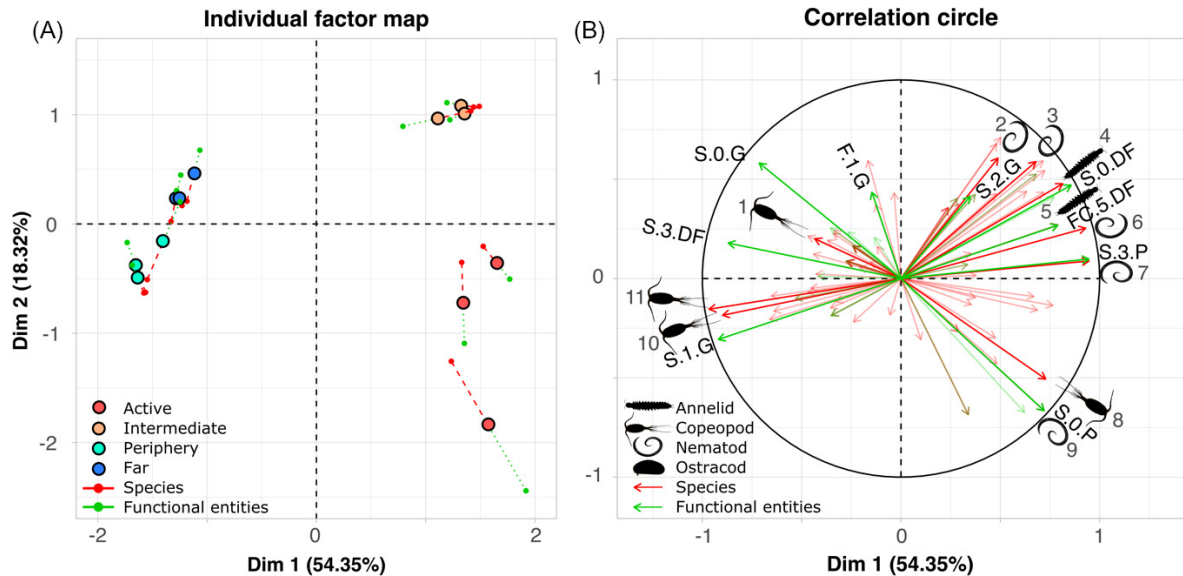 Individual factor map
(A)
1
0
-1
-2
Dim 2 (18.32%)
Active
Intermediate
Periphery
Far
Species
Functional entities
-2
0
2
Dim 1 (54.35%)
Correlation circle
(B)
1
0
-1
2
3
4
S.0.G
F.1.G
S.2.G
S.0.DF
1
5
FC.5.DF
6
S.3.DF
S.3.P
7
11
10
S.1.G
8
S.0.P
9
Annelid
Copeopod
Nematod
Ostracod
Species
Functional entities
-1
0
1
Dim 1 (54.35%)